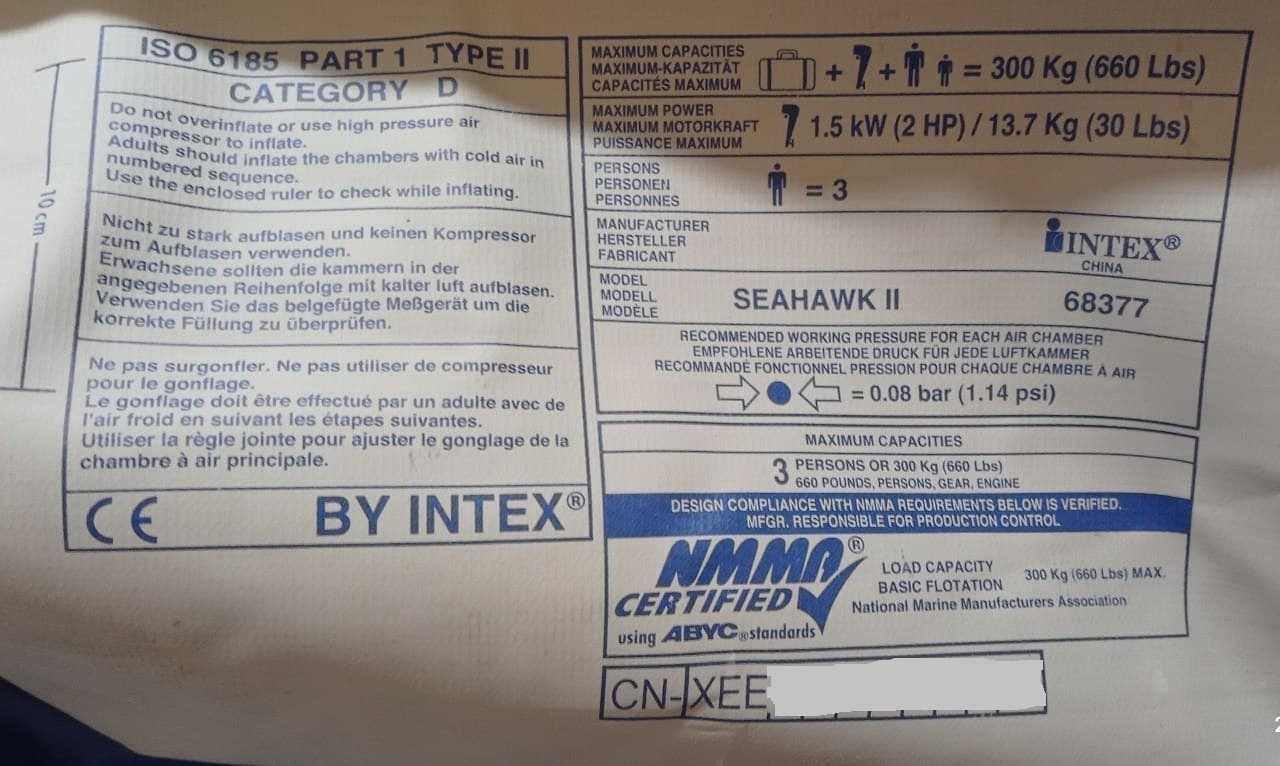 ISO 6185 PART 1 TYPE II
CATEGORY D
Do not overinflate or use high pressure air
compressor to inflate.
Adults should inflate the chambers with cold air in
numbered sequence.
Use the enclosed ruler to check while inflating.
Nicht zu stark aufblasen und keinen Kompressor
zum Aufblasen verwenden.
Erwachsene sollten die kammern in der
angegebenen Reihenfolge mit kalter luft aufblasen.
Verwenden Sie das belgefügte Meßgerät um die
korrekte Füllung zu überprüfen.
Ne pas surgonfler. Ne pas utiliser de compresseur
pour le gonflage.
Le gonflage doit être effectué par un adulte avec de
l'air froid en suivant les étapes suivantes.
Utiliser la règle jointe pour ajuster le gonglage de la
chambre à air principale.
CE BY INTEX®
10 cm
MAXIMUM CAPACITIES
MAXIMUM-KAPAZITÄT
CAPACITÉS MAXIMUM
+ + = 300 Kg (660 Lbs)
MAXIMUM POWER
MAXIMUM MOTORKRAFT
PUISSANCE MAXIMUM
1.5 kW (2 HP) / 13.7 Kg (30 Lbs)
PERSONS
PERSONEN
PERSONNES
= 3
MANUFACTURER
HERSTELLER
FABRICANT
INTEX®
CHINA
MODEL
MODELL
MODÈLE
SEAHAWK II 68377
RECOMMENDED WORKING PRESSURE FOR EACH AIR CHAMBER
EMPFOHLENE ARBEITENDE DRUCK FÜR JEDE LUFTKAMMER
RECOMMANDÉ FONCTIONNEL PRESSION POUR CHAQUE CHAMBRE À AIR
= 0.08 bar (1.14 psi)
MAXIMUM CAPACITIES
3 PERSONS OR 300 Kg (660 Lbs)
660 POUNDS, PERSONS, GEAR, ENGINE
DESIGN COMPLIANCE WITH NMMA REQUIREMENTS BELOW IS VERIFIED.
MFGR. RESPONSIBLE FOR PRODUCTION CONTROL
NMMA®
CERTIFIED
using ABYC® standards
LOAD CAPACITY
BASIC FLOTATION
300 Kg (660 Lbs) MAX.
National Marine Manufacturers Association
CN-XEE